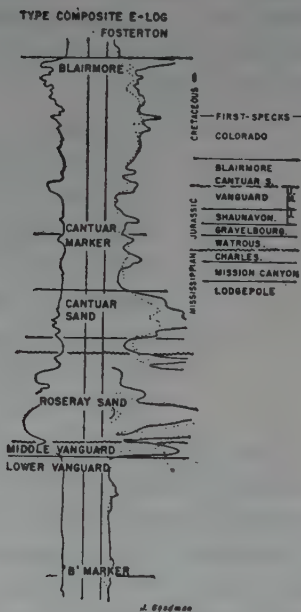 TYPE COMPOSITE E-LOG
FOSTERTON
BLAIRMORE
CANTUAR
MARKER
CANTUAR
SAND
ROSERAY SAND
MIDDLE VANGUARD
LOWER VANGUARD
'B' MARKER
CRETACEOUS
FIRST-SPECKS
COLORADO
BLAIRMORE
CANTUAR S.
JURASSIC
VANGUARD
SHAUNAVON.
GRAVELBOURG.
WATROUS.
MISSISSIPPIAN
CHARLES.
MISSION CANYON
LODGEPOLE
J. Goodman